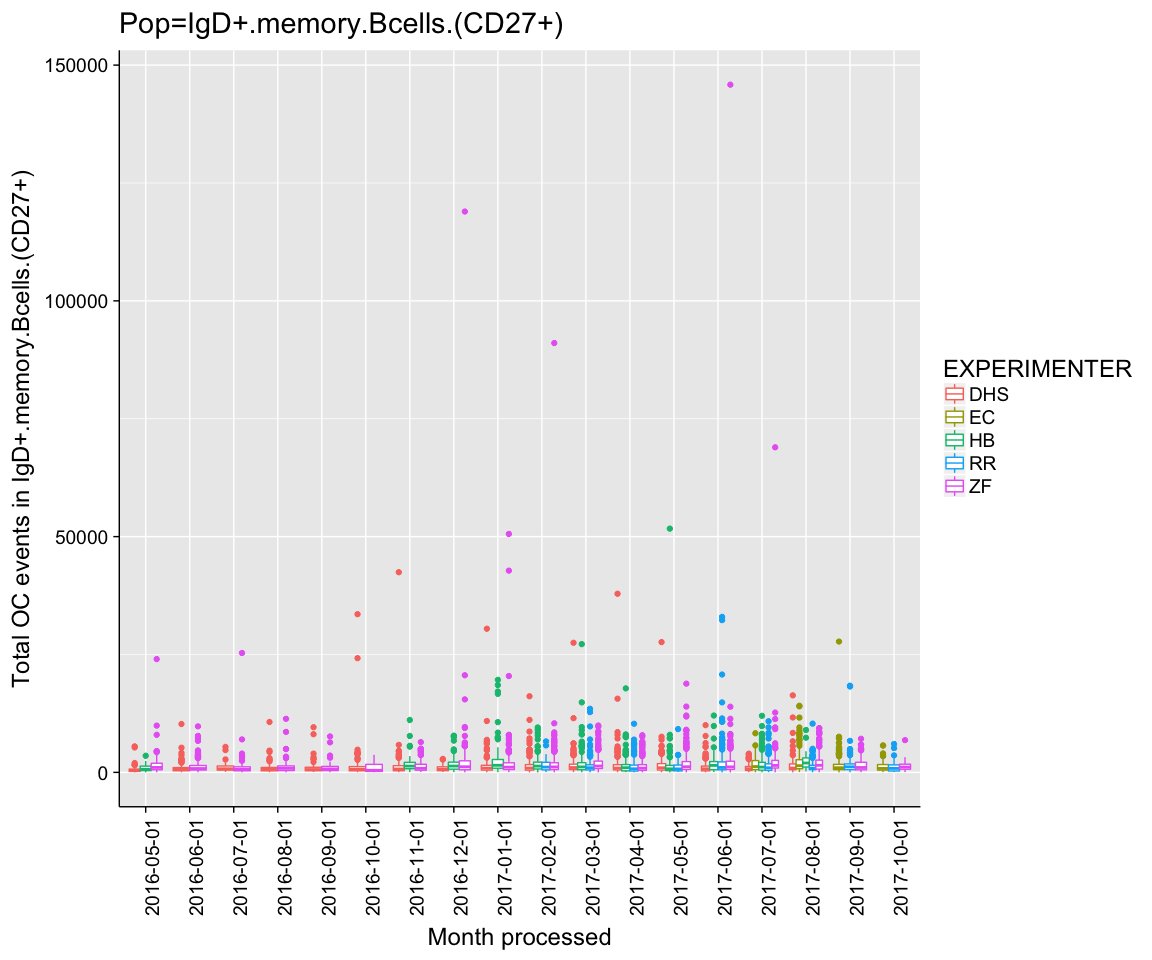 Pop=IgD+.memory.Bcells.(CD27+)
Total OC events in IgD+.memory.Bcells.(CD27+)
150000
100000
50000
0
2016-05-01
2016-06-01
2016-07-01
2016-08-01
2016-09-01
2016-10-01
2016-11-01
2016-12-01
2017-01-01
2017-02-01
2017-03-01
2017-04-01
2017-05-01
2017-06-01
2017-07-01
2017-08-01
2017-09-01
2017-10-01
Month processed
EXPERIMENTER
DHS
EC
HB
RR
ZF